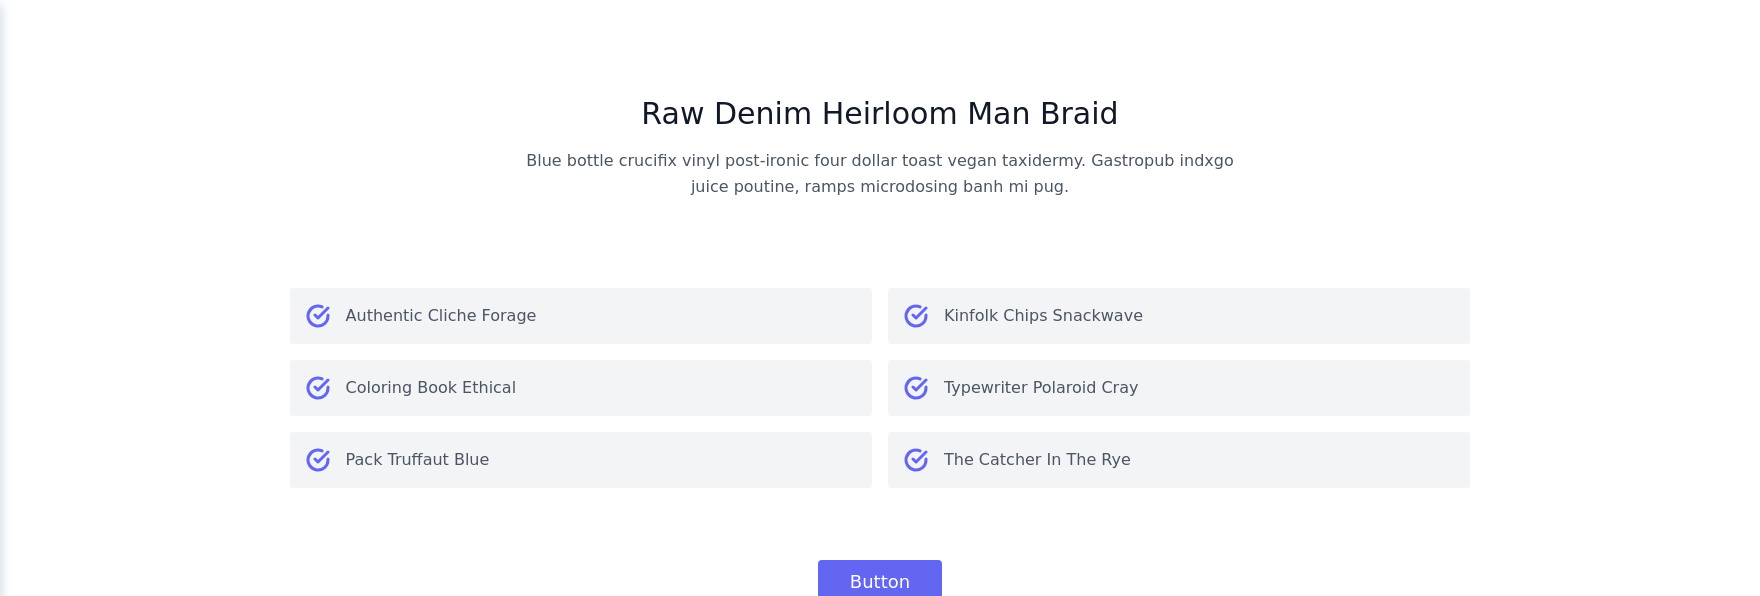 Raw Denim Heirloom Man Braid
Blue bottle crucifix vinyl post-ironic four dollar toast vegan taxidermy. Gastropub indxgo
juice poutine, ramps microdosing banh mi pug.
Authentic Cliche Forage
Kinfolk Chips Snackwave
Coloring Book Ethical
Typewriter Polaroid Cray
Pack Truffaut Blue
The Catcher In The Rye
Button